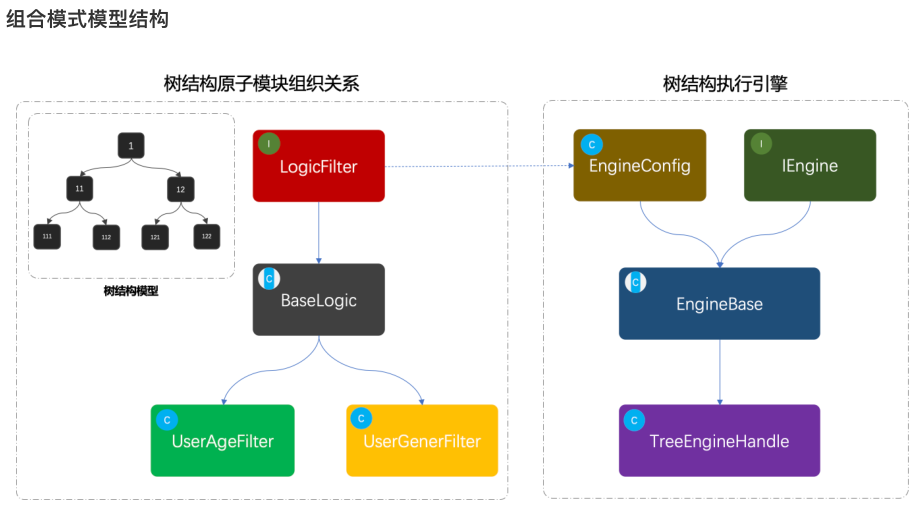 组合模式模型结构
树结构原子模块组织关系
树结构执行引擎
1
11
12
111
112
121
122
树结构模型
I
LogicFilter
C
BaseLogic
C
UserAgeFilter
C
UserGenerFilter
C
EngineConfig
I
IEngine
C
EngineBase
C
TreeEngineHandle